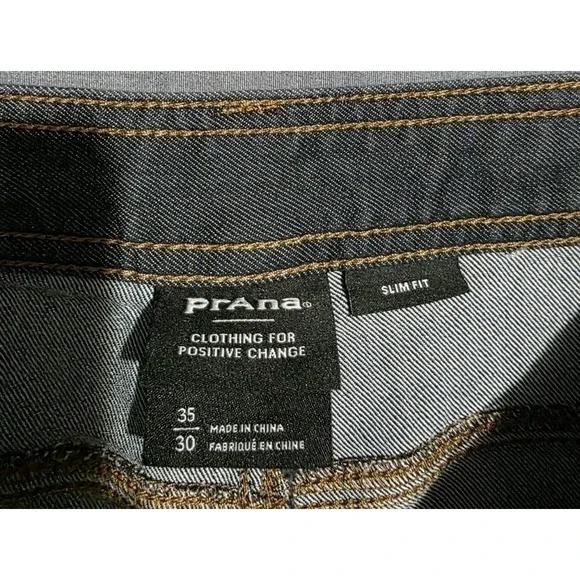 prAna®
SLIM FIT
CLOTHING FOR
POSITIVE CHANGE
35
30
MADE IN CHINA
FABRIQUÉ EN CHINE